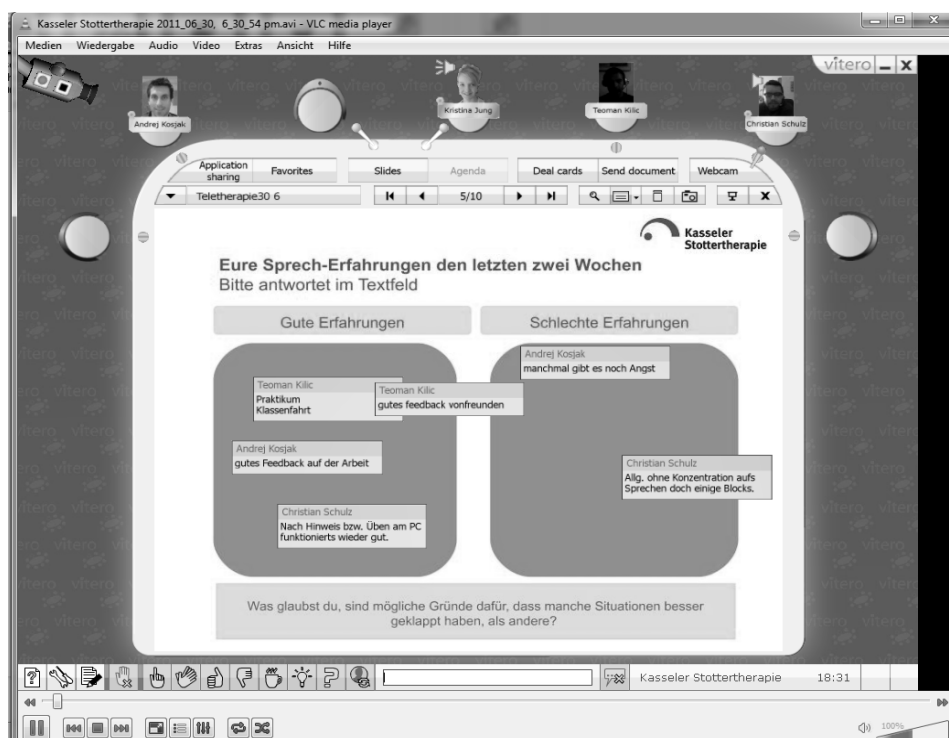 Kasseler Stottertherapie 2011_06_30, 6_30_54 pm.avi - VLC media player
Medien Wiedergabe Audio Video Extras Ansicht Hilfe
vitero
Andrej Kosjak
Kristina Jung
Teoman Kilic
Christian Schulz
Application sharing
Favorites
Slides
Agenda
Deal cards
Send document
Webcam
Teletherapie30 6
5/10
Kasseler
Stottertherapie
Eure Sprech-Erfahrungen den letzten zwei Wochen
Bitte antwortet im Textfeld
Gute Erfahrungen
Schlechte Erfahrungen
Andrej Kosjak
manchmal gibt es noch Angst
Teoman Kilic
Praktikum
Klassenfahrt
Teoman Kilic
gutes feedback vonfreunden
Andrej Kosjak
gutes Feedback auf der Arbeit
Christian Schulz
Allg. ohne Konzentration aufs
Sprechen doch einige Blocks.
Christian Schulz
Nach Hinweis bzw. Üben am PC
funktionierts wieder gut.
Was glaubst du, sind mögliche Gründe dafür, dass manche Situationen besser
geklappt haben, als andere?
Kasseler Stottertherapie
18:31
100%